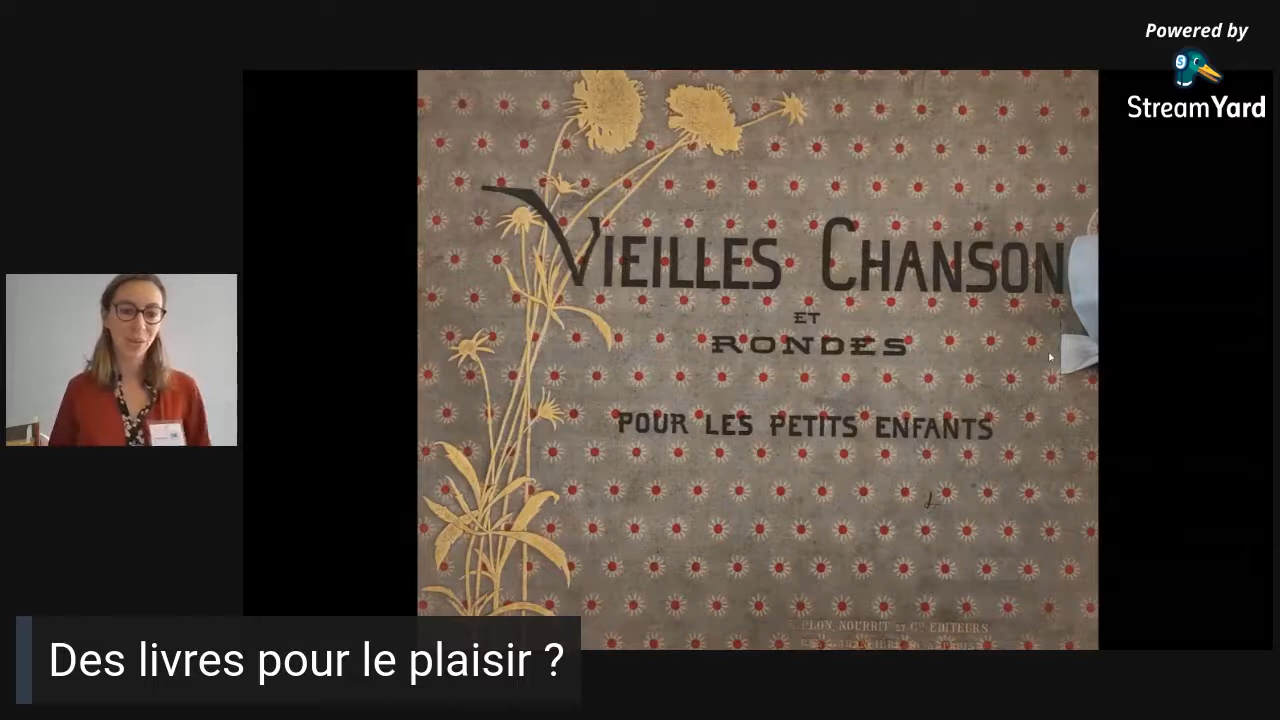 Powered by
StreamYard
VIEILLES CHANSON
ET
RONDES
POUR LES PETITS ENFANTS
PLON, NOURRIT ET Cie EDITEURS
Des livres pour le plaisir ?